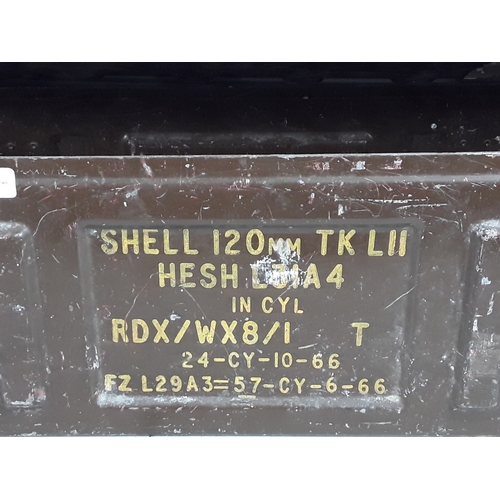 SHELL 120MM TK L11
HESH L31A4
IN CYL
RDX/WX8/1 T
24-CY-10-66
FZ L29A3=57-CY-6-66